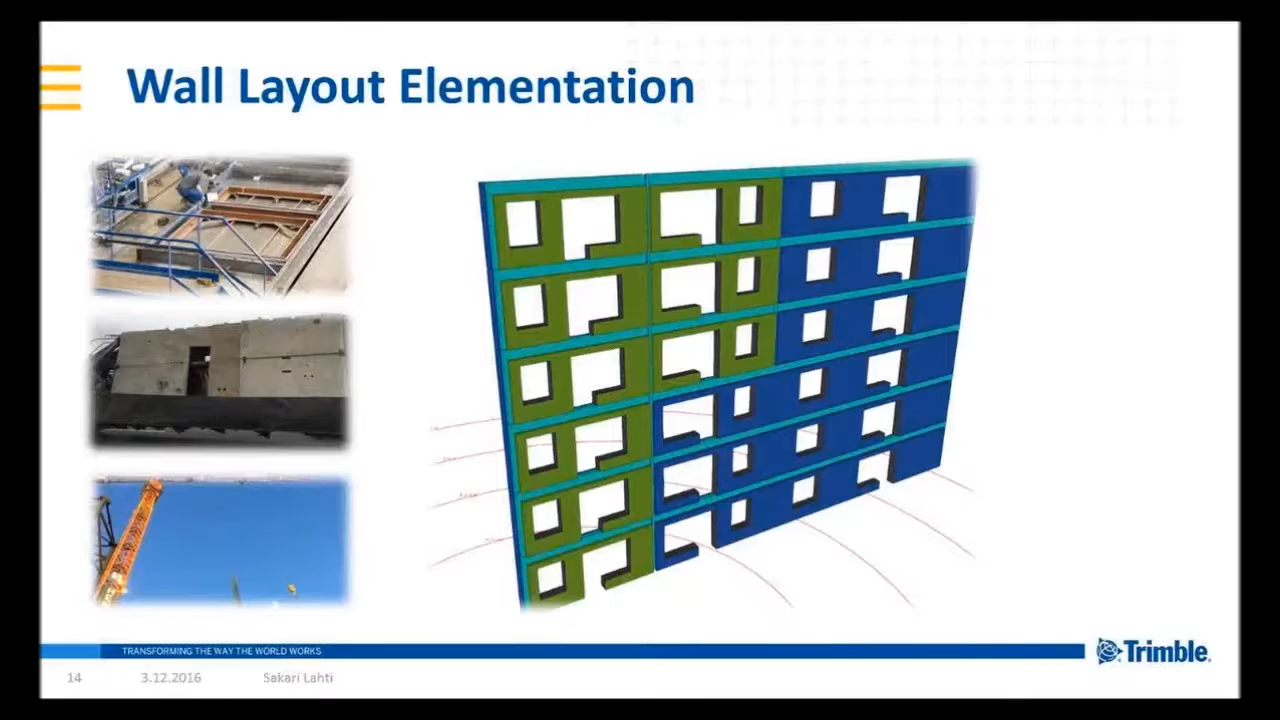 Wall Layout Elementation
TRANSFORMING THE WAY THE WORLD WORKS
Trimble.
14 3.12.2016 Sakari Lahti